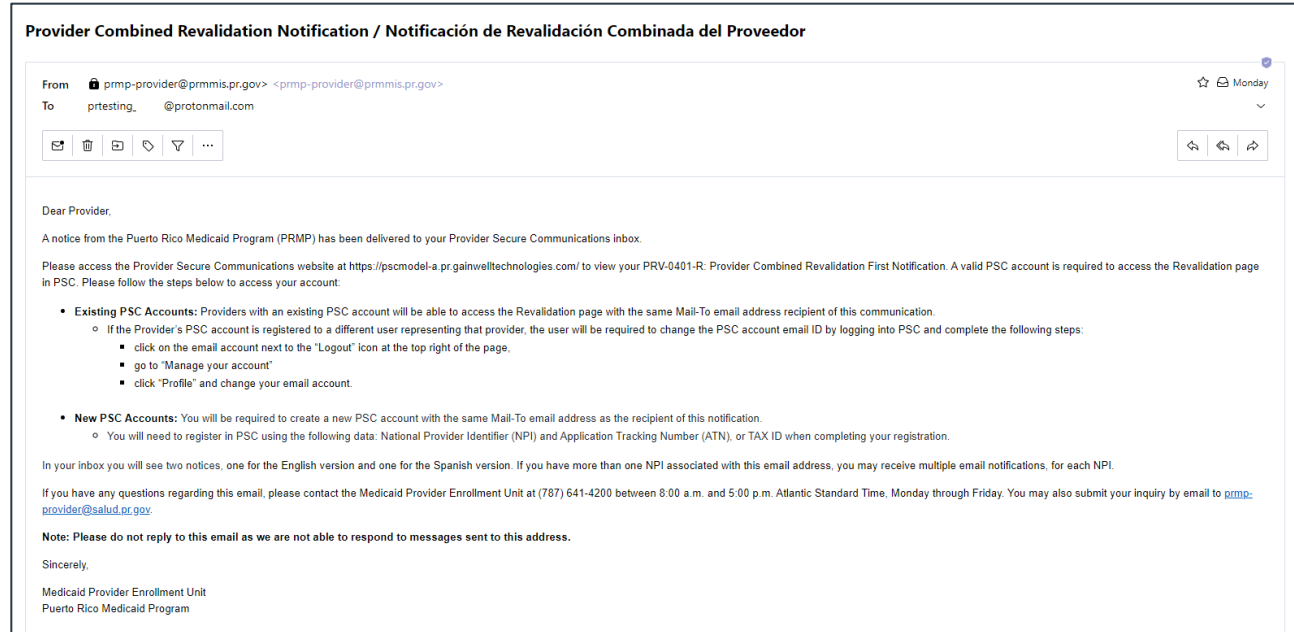 Provider Combined Revalidation Notification / Notificación de Revalidación Combinada del Proveedor
From prmp-provider@prmmis.pr.gov> <prmp-provider@prmmis.pr.gov>
Monday
To prtesting_ @protonmail.com
Dear Provider,
A notice from the Puerto Rico Medicaid Program (PRMP) has been delivered to your Provider Secure Communications inbox.
Please access the Provider Secure Communications website at https://pscmodel-a.pr.gainwelltechnologies.com/ to view your PRV-0401-R: Provider Combined Revalidation First Notification. A valid PSC account is required to access the Revalidation page
in PSC. Please follow the steps below to access your account:
• Existing PSC Accounts: Providers with an existing PSC account will be able to access the Revalidation page with the same Mail-To email address recipient of this communication.
o If the Provider's PSC account is registered to a different user representing that provider, the user will be required to change the PSC account email ID by logging into PSC and complete the following steps:
▪ click on the email account next to the “Logout” icon at the top right of the page,
▪ go to “Manage your account”
▪ click “Profile” and change your email account.
• New PSC Accounts: You will be required to create a new PSC account with the same Mail-To email address as the recipient of this notification.
o You will need to register in PSC using the following data: National Provider Identifier (NPI) and Application Tracking Number (ATN), or TAX ID when completing your registration.
In your inbox you will see two notices, one for the English version and one for the Spanish version. If you have more than one NPI associated with this email address, you may receive multiple email notifications, for each NPI.
If you have any questions regarding this email, please contact the Medicaid Provider Enrollment Unit at (787) 641-4200 between 8:00 a.m. and 5:00 p.m. Atlantic Standard Time, Monday through Friday. You may also submit your inquiry by email to prmp-
provider@salud.pr.gov.
Note: Please do not reply to this email as we are not able to respond to messages sent to this address.
Sincerely,
Medicaid Provider Enrollment Unit
Puerto Rico Medicaid Program